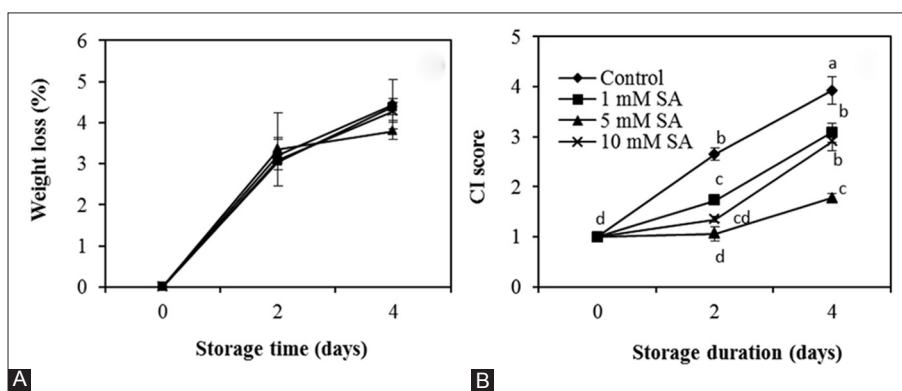 6
5
4
3
2
1
0
Weight loss (%)
0 2 4
Storage time (days)
A
5
4
3
2
1
0
CI score
Control
1 mM SA
5 mM SA
10 mM SA
a
b
b
c
b
d
cd
c
d
0 2 4
Storage duration (days)
B